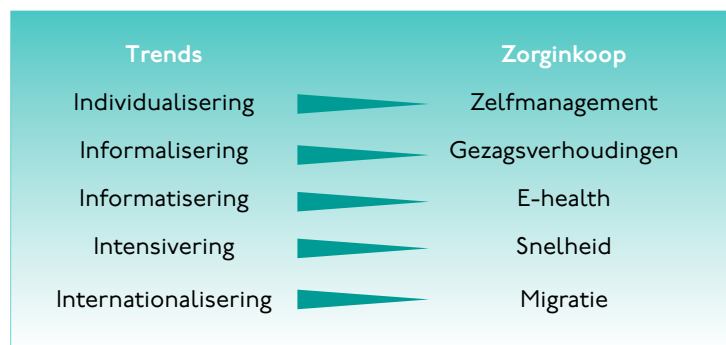 Trends Zorginkoop
Individualisering Zelfmanagement
Informalisering Gezagsverhoudingen
Informatisering E-health
Intensivering Snelheid
Internationalisering Migratie